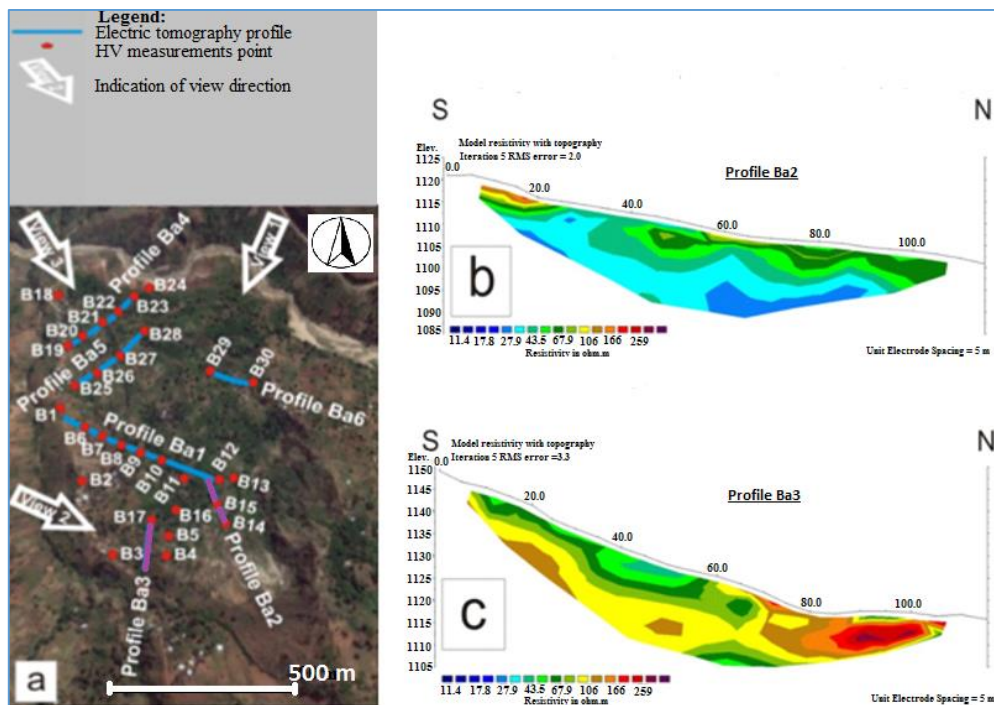 Legend:
Electric tomography profile
HV measurements point
Indication of view direction
View 1
View 2
Profile Ba4
B24
B18
B22
B23
B21
B20
B28
B19
B27
Profile Ba5
B26
B25
B29
B30
Profile Ba6
B1
Profile Ba1
B6
B7
B8
B9
B10
B11
B12
B13
B2
B15
B16
B17
B14
B5
B3
B4
Profile Ba3
Profile Ba2
a
500 m
S
N
Model resistivity with topography
Iteration 5 RMS error = 2.0
Elev.
Profile Ba2
1125
0.0
1120
20.0
1115
40.0
1110
60.0
1105
80.0
100.0
1100
b
1095
1090
1085
11.4 17.8 27.9 43.5 67.9 106 166 259
Resistivity in ohm.m
Unit Electrode Spacing = 5 m
S
N
Model resistivity with topography
Iteration 5 RMS error =3.3
Elev.
0.0
Profile Ba3
1150
1145
20.0
1140
1135
40.0
1130
60.0
1125
80.0
100.0
1120
c
1115
1110
1105
11.4 17.8 27.9 43.5 67.9 106 166 259
Resistivity in ohm.m
Unit Electrode Spacing = 5 m